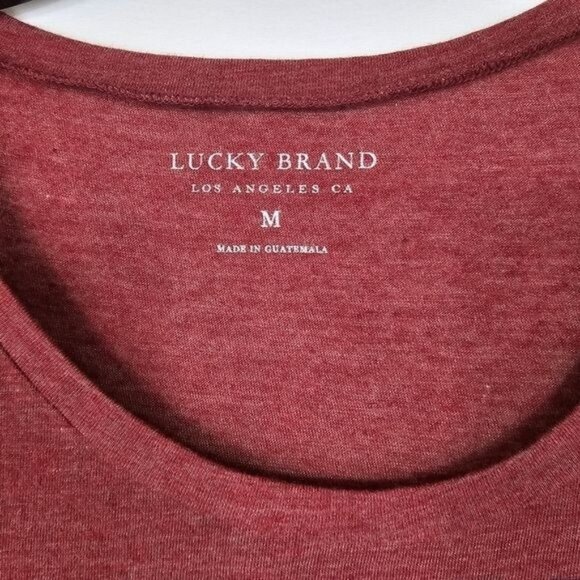 LUCKY BRAND
LOS ANGELES CA
M
MADE IN GUATEMALA